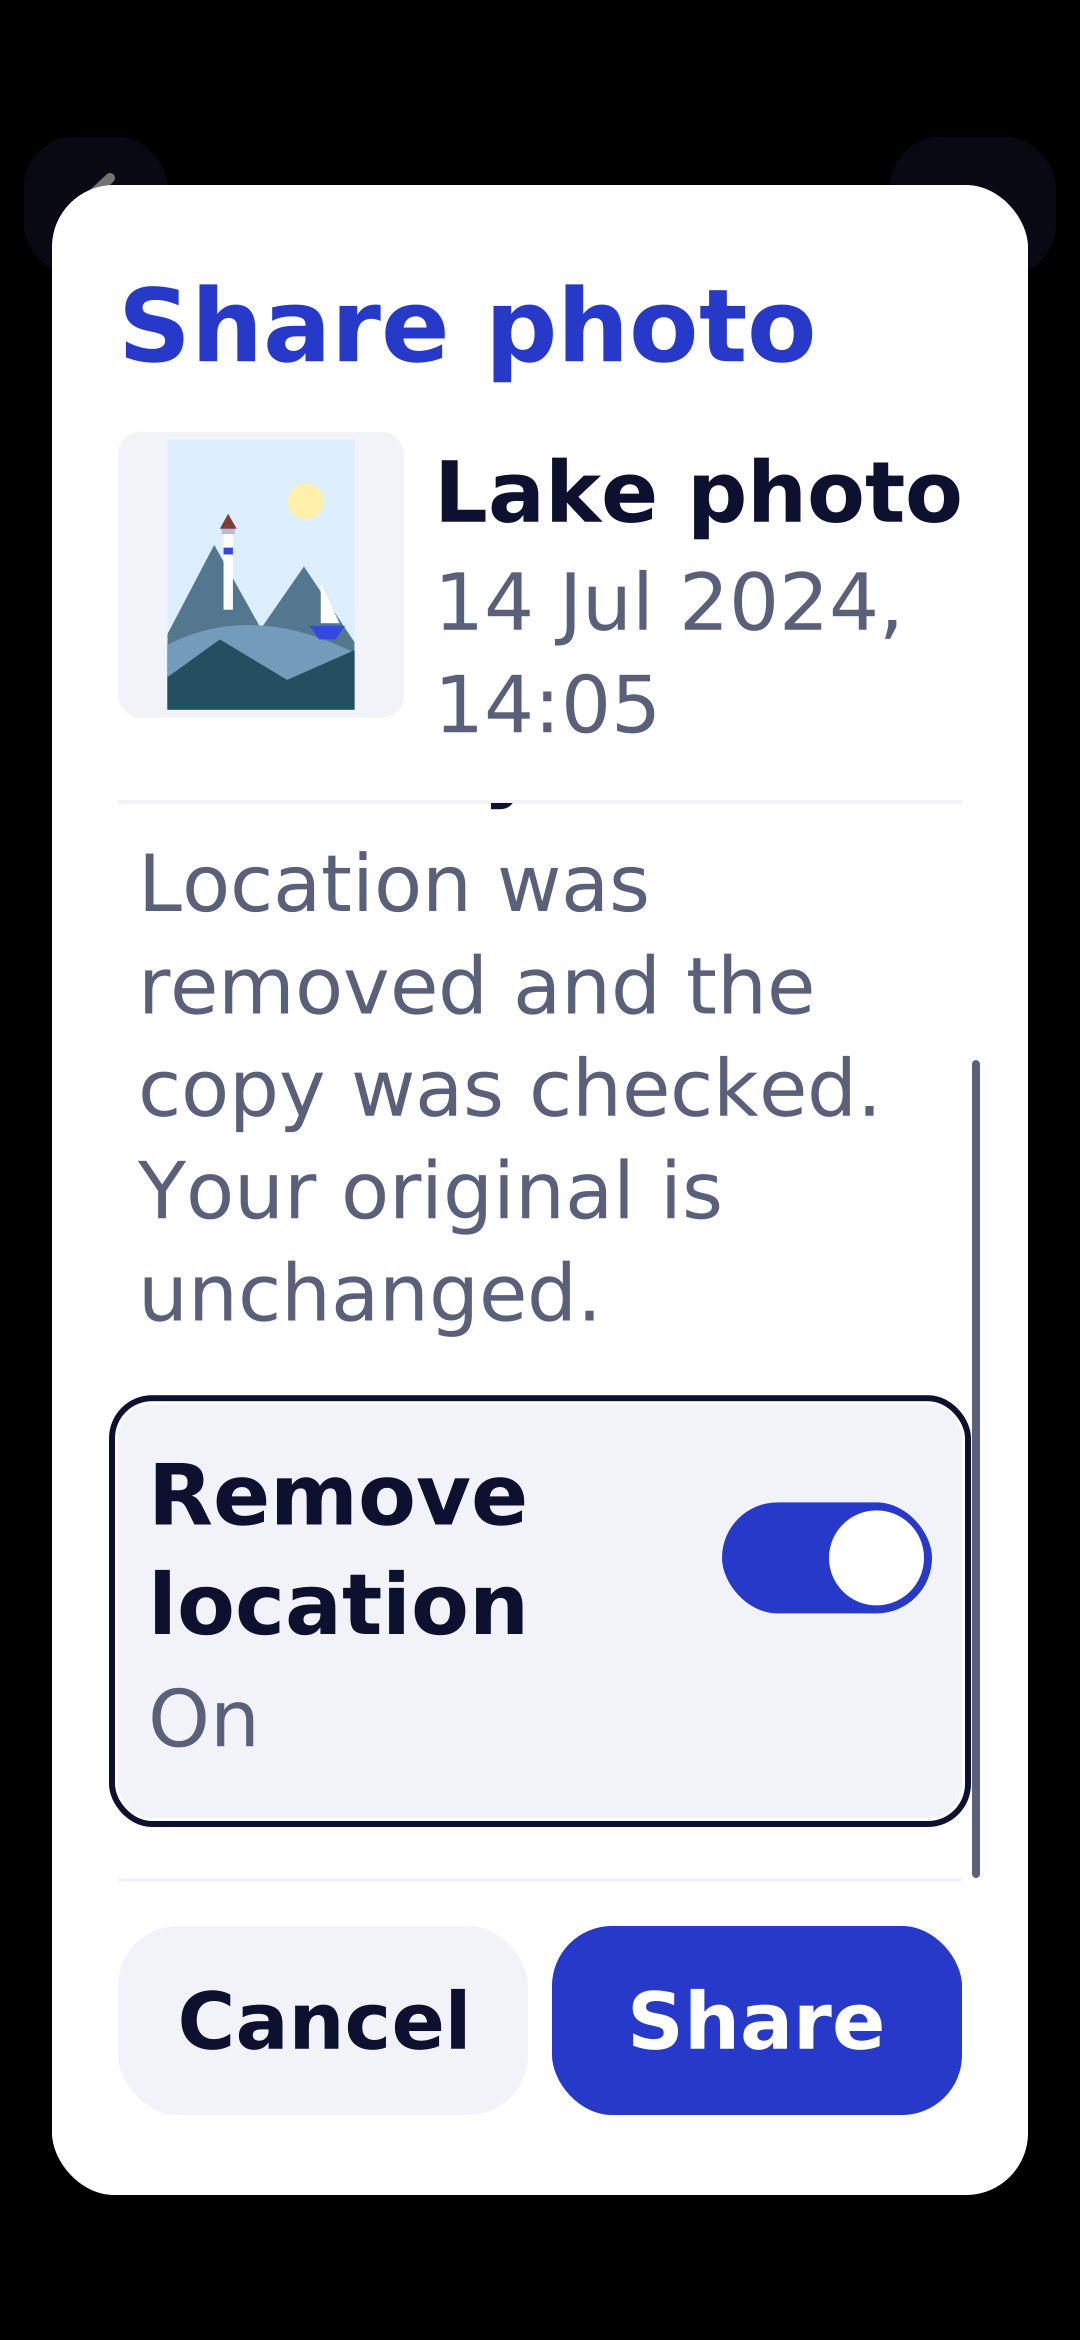 Share photo
Lake photo
14 Jul 2024,
14:05
Location was
removed and the
copy was checked.
Your original is
unchanged.
Remove
location
On
Cancel
Share